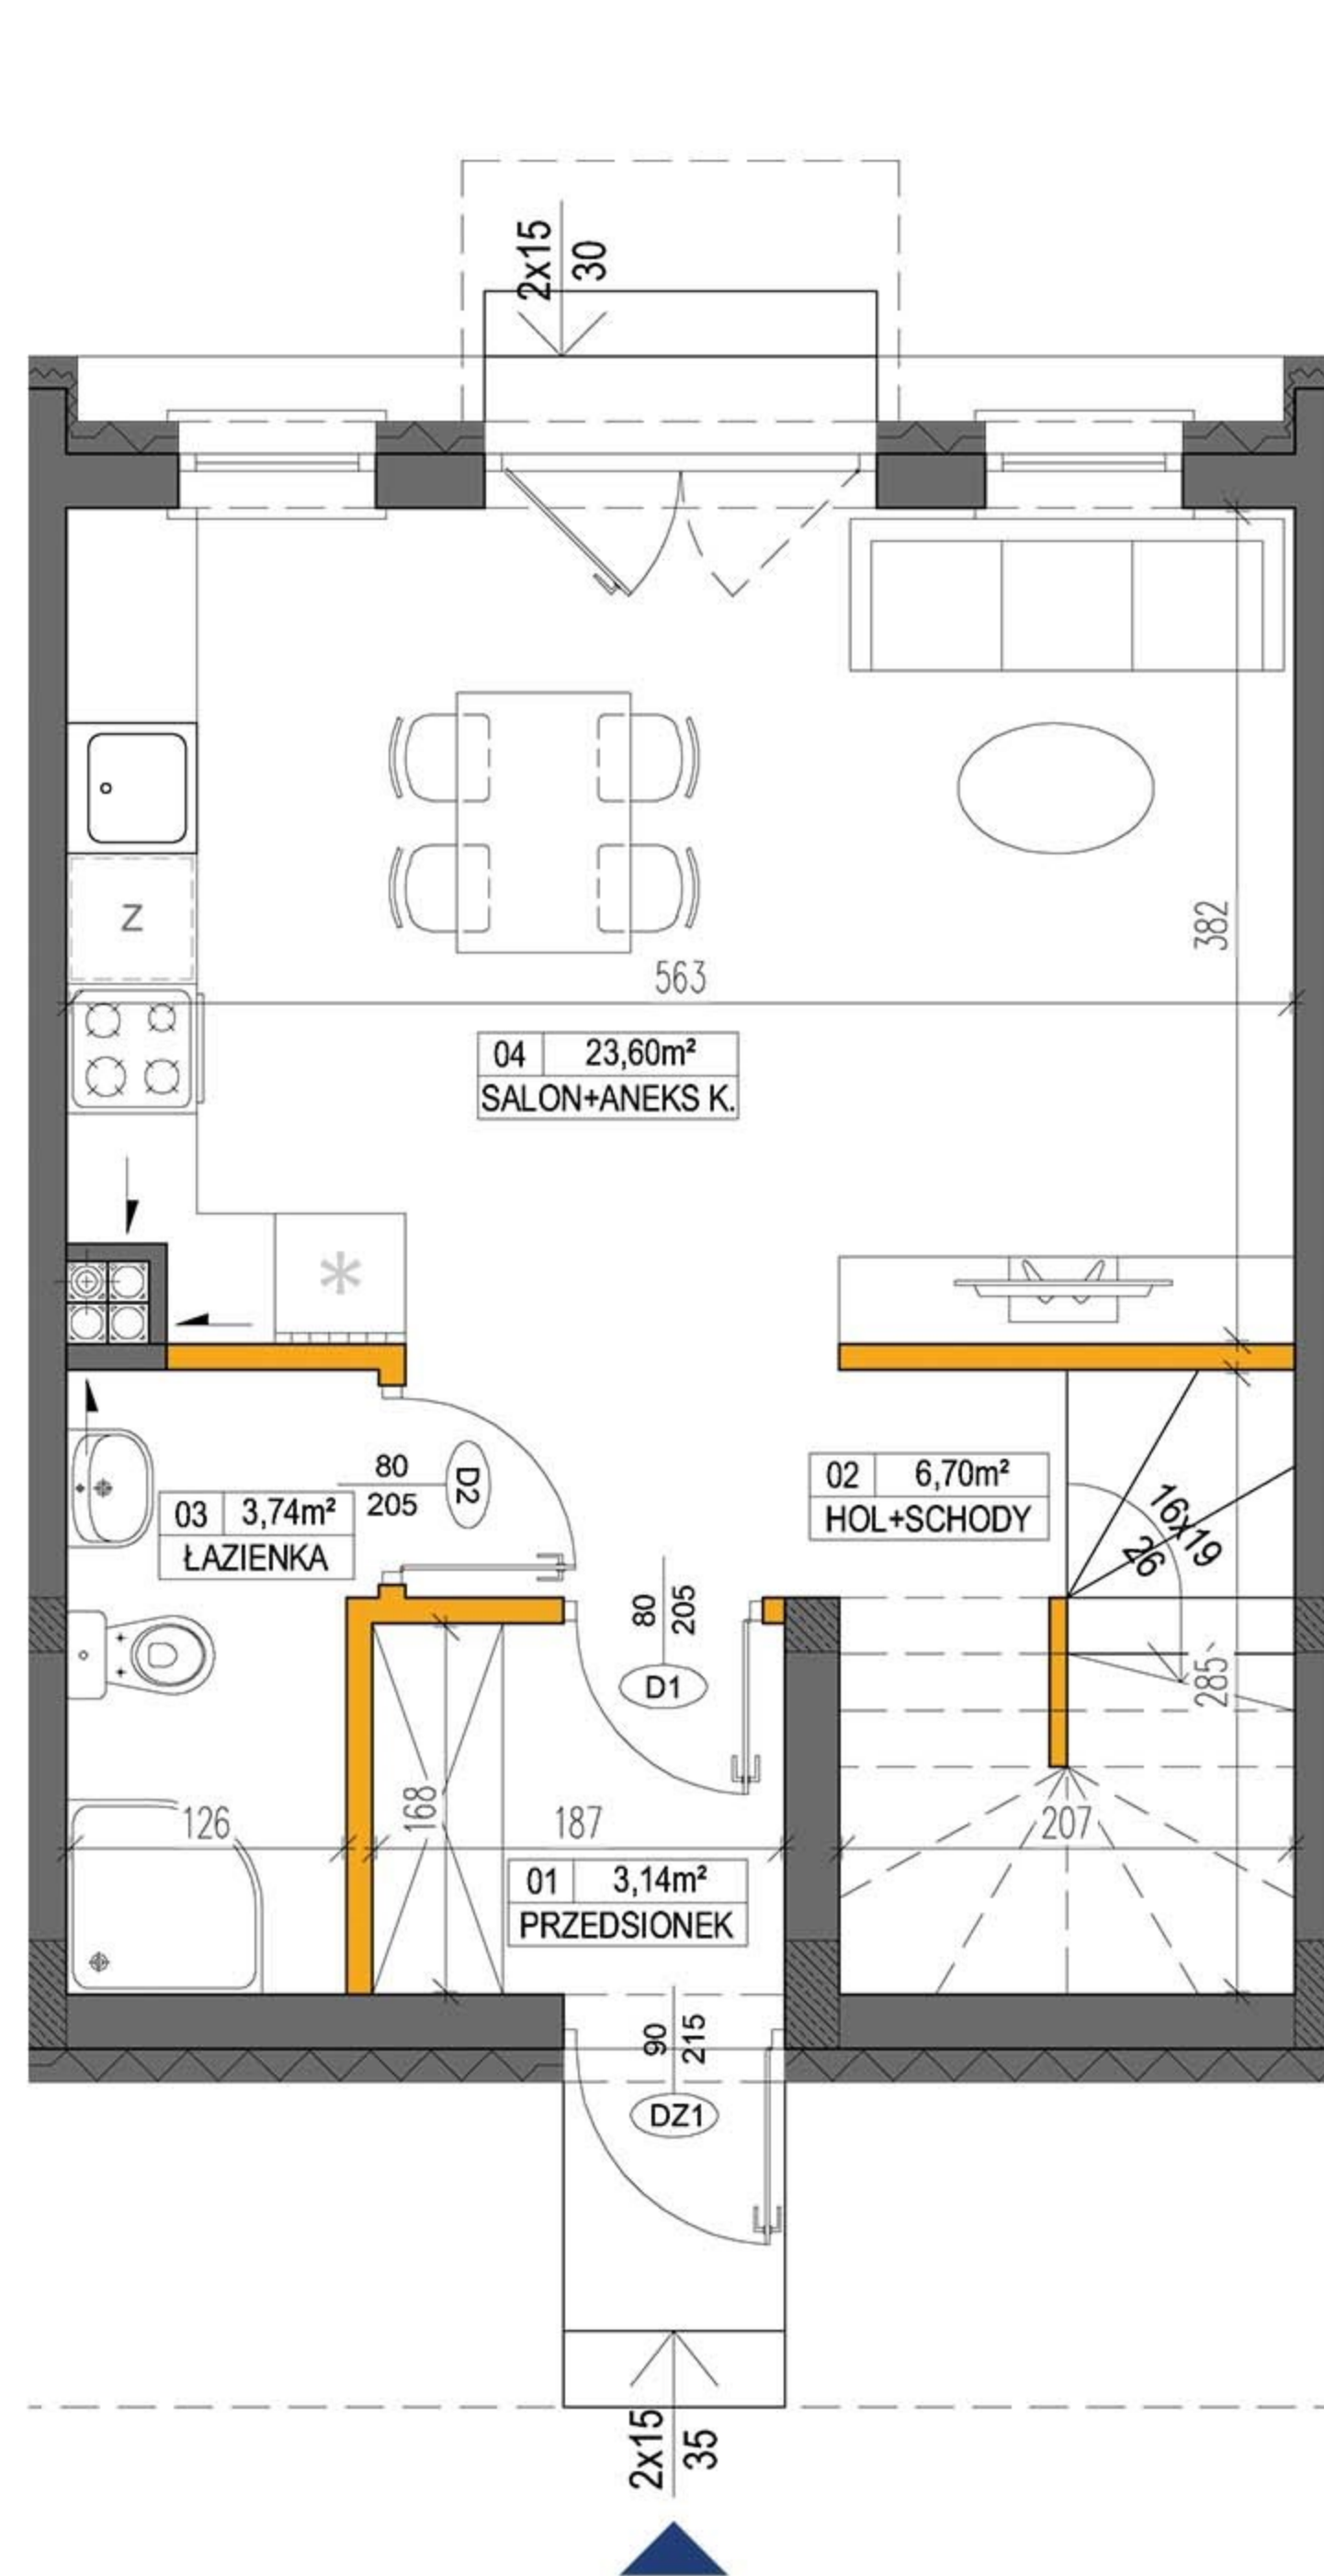 2x15
30
Z
382
563
04 23,60m²
SALON+ANEKS K.
*
80
205
D2
02 6,70m²
HOL+SCHODY
03 3,74m²
ŁAZIENKA
16x19
26
80
205
D1
285
126
168
187
207
01 3,14m²
PRZEDSIONEK
90
215
DZ1
2x15
35